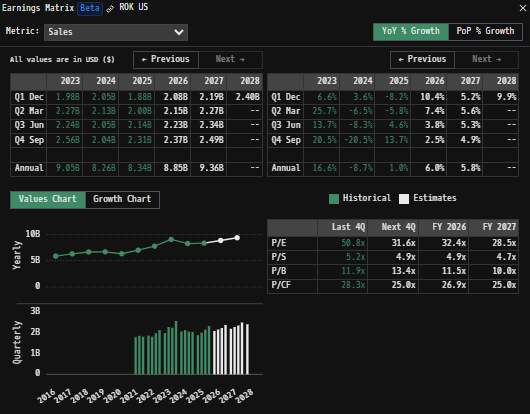 Earnings Matrix Beta ROK US
Metric: Sales YoY % Growth PoP % Growth
All values are in USD ($) ← Previous Next → ← Previous Next →
2023 2024 2025 2026 2027 2028 2023 2024 2025 2026 2027 2028
Q1 Dec 1.98B 2.05B 1.88B 2.08B 2.19B 2.40B Q1 Dec 6.6% 3.6% -8.2% 10.4% 5.2% 9.9%
Q2 Mar 2.27B 2.13B 2.00B 2.15B 2.27B -- Q2 Mar 25.7% -6.5% -5.8% 7.4% 5.6% --
Q3 Jun 2.24B 2.05B 2.14B 2.23B 2.34B -- Q3 Jun 13.7% -8.3% 4.6% 3.8% 5.3% --
Q4 Sep 2.56B 2.04B 2.31B 2.37B 2.49B -- Q4 Sep 20.5% -20.5% 13.7% 2.5% 4.9% --
Annual 9.05B 8.26B 8.34B 8.85B 9.36B -- Annual 16.6% -8.7% 1.0% 6.0% 5.8% --
Values Chart Growth Chart Historical Estimates
Last 4Q Next 4Q FY 2026 FY 2027
P/E 50.8x 31.6x 32.4x 28.5x
P/S 5.2x 4.9x 4.9x 4.7x
P/B 11.9x 13.4x 11.5x 10.0x
P/CF 28.3x 25.0x 26.9x 25.0x
Yearly
10B
5B
0
Quarterly
3B
2B
1B
0
2016 2017 2018 2019 2020 2021 2022 2023 2024 2025 2026 2027 2028